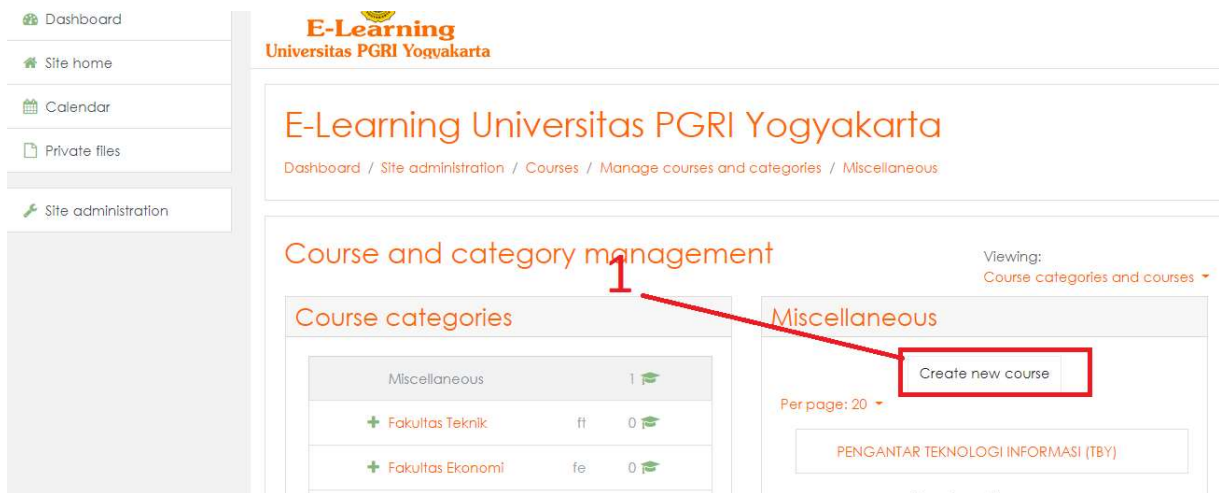 Dashboard
Site home
Calendar
Private files
Site administration
E-Learning
Universitas PGRI Yogyakarta
E-Learning Universitas PGRI Yogyakarta
Dashboard / Site administration / Courses / Manage courses and categories / Miscellaneous
Course and category management
Viewing:
Course categories and courses
1
Course categories
Miscellaneous 1
Fakultas Teknik ft 0
Fakultas Ekonomi fe 0
Miscellaneous
Create new course
Per page: 20
PENGANTAR TEKNOLOGI INFORMASI (TBY)